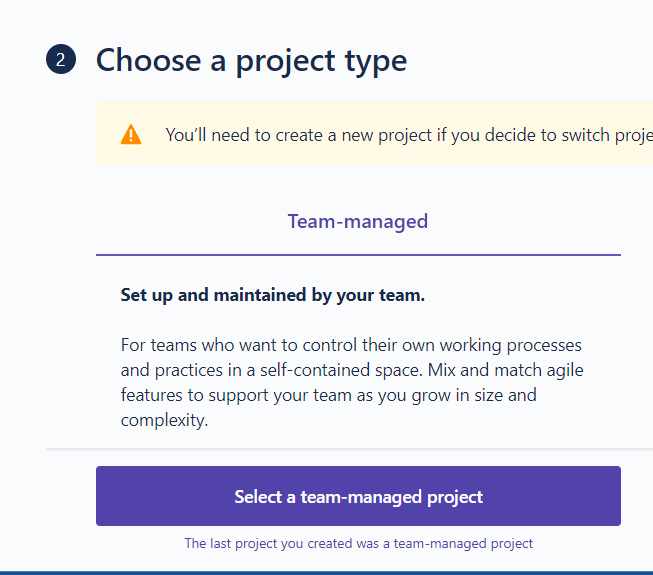 2 Choose a project type
You’ll need to create a new project if you decide to switch
Team-managed
Set up and maintained by your team.
For teams who want to control their own working processes
and practices in a self-contained space. Mix and match agile
features to support your team as you grow in size and
complexity.
Select a team-managed project
The last project you created was a team-managed project